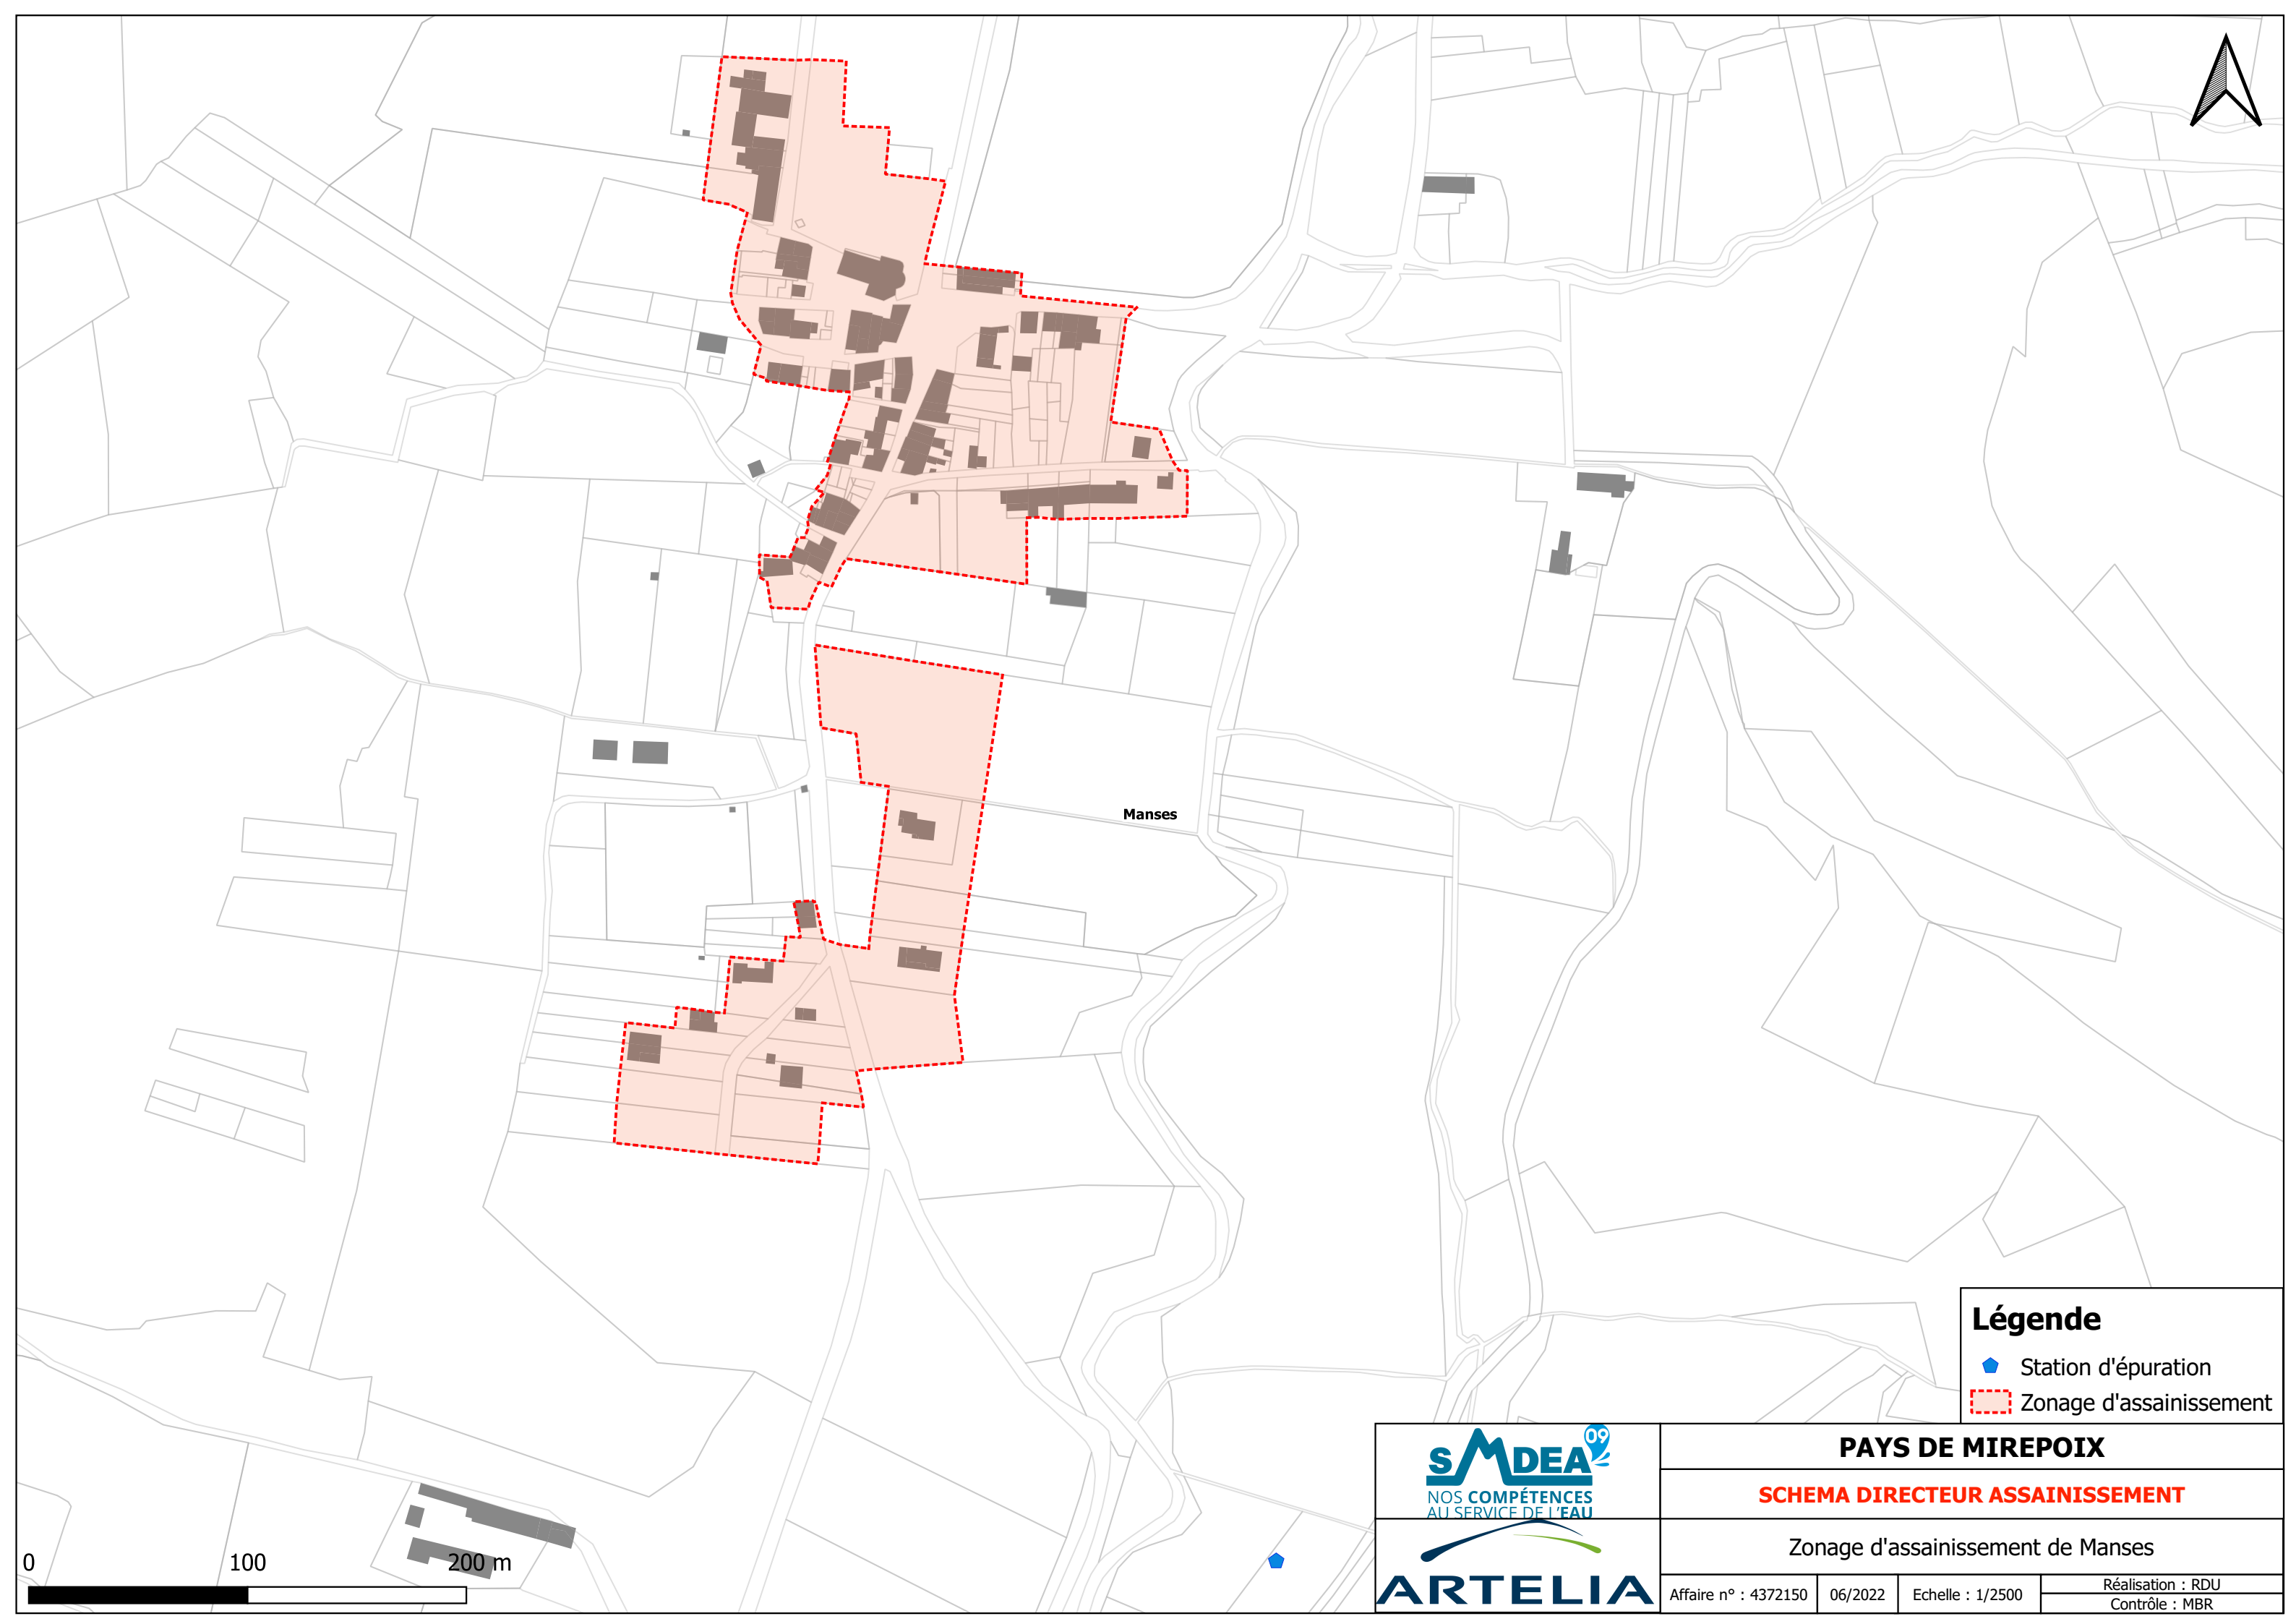 Manses
Légende
Station d'épuration
Zonage d'assainissement
SMDEA 09
NOS COMPÉTENCES
AU SERVICE DE L'EAU
ARTELIA
PAYS DE MIREPOIX
SCHEMA DIRECTEUR ASSAINISSEMENT
Zonage d'assainissement de Manses
Affaire n° : 4372150
06/2022
Echelle : 1/2500
Réalisation : RDU
Contrôle : MBR
0 100 200 m